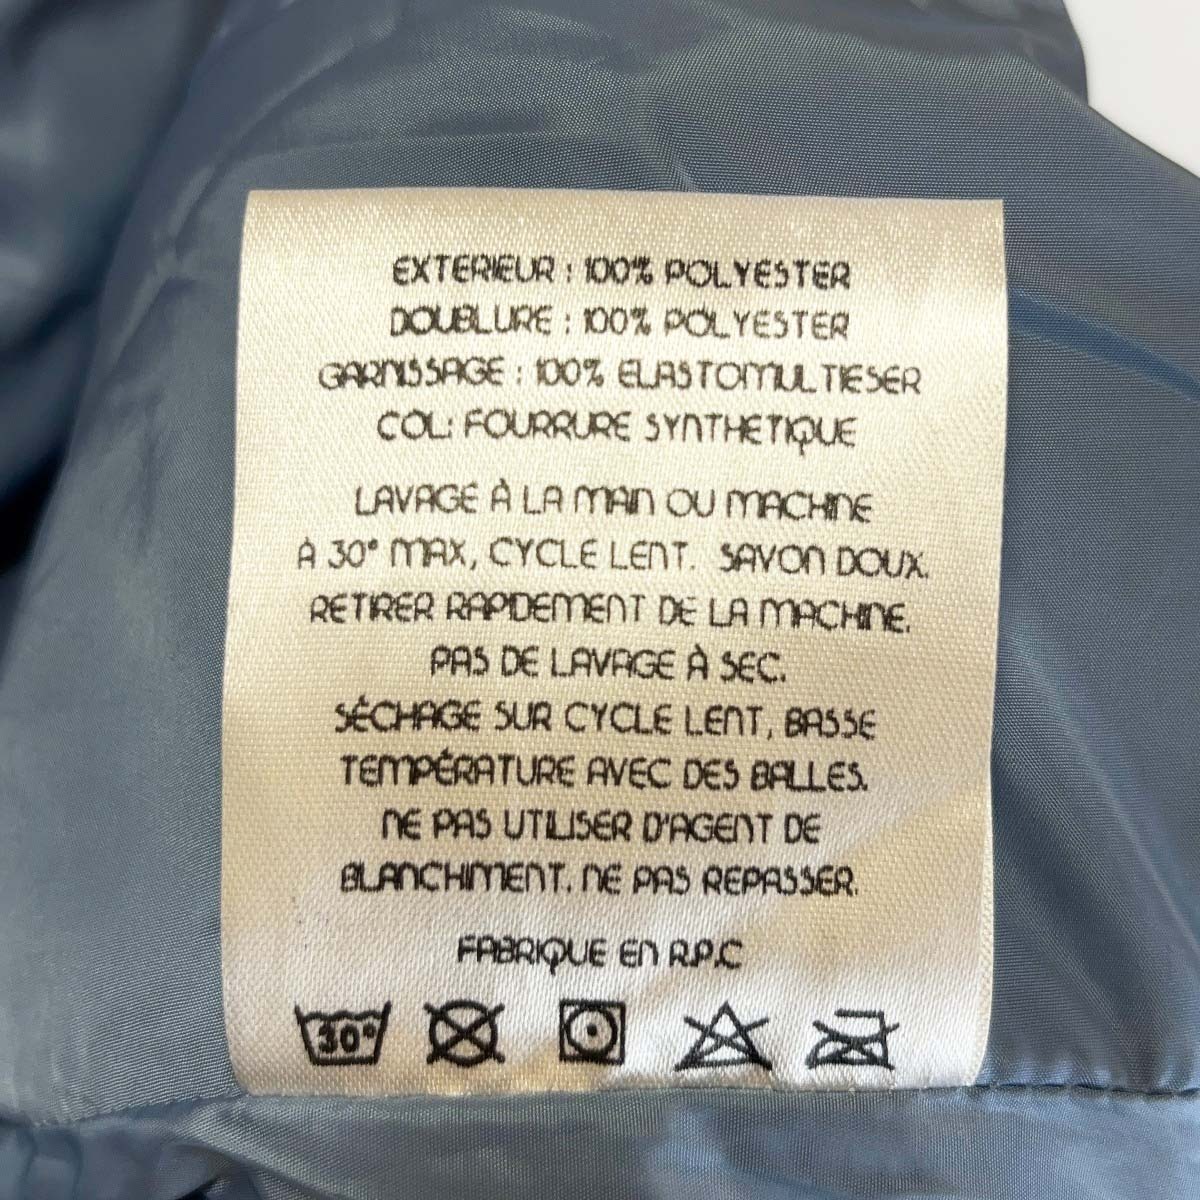 EXTERIEUR : 100% POLYESTER
DOUBLURE : 100% POLYESTER
GARNISSAGE : 100% ELASTOMULTIESER
COL: FOURRURE SYNTHETIQUE
LAVAGE À LA MAIN OU MACHINE
À 30° MAX, CYCLE LENT. SAVON DOUX.
RETIRER RAPIDEMENT DE LA MACHINE.
PAS DE LAVAGE À SEC.
SÉCHAGE SUR CYCLE LENT, BASSE
TEMPÉRATURE AVEC DES BALLES.
NE PAS UTILISER D'AGENT DE
BLANCHIMENT. NE PAS REPASSER.
FABRIQUE EN R.P.C
30°